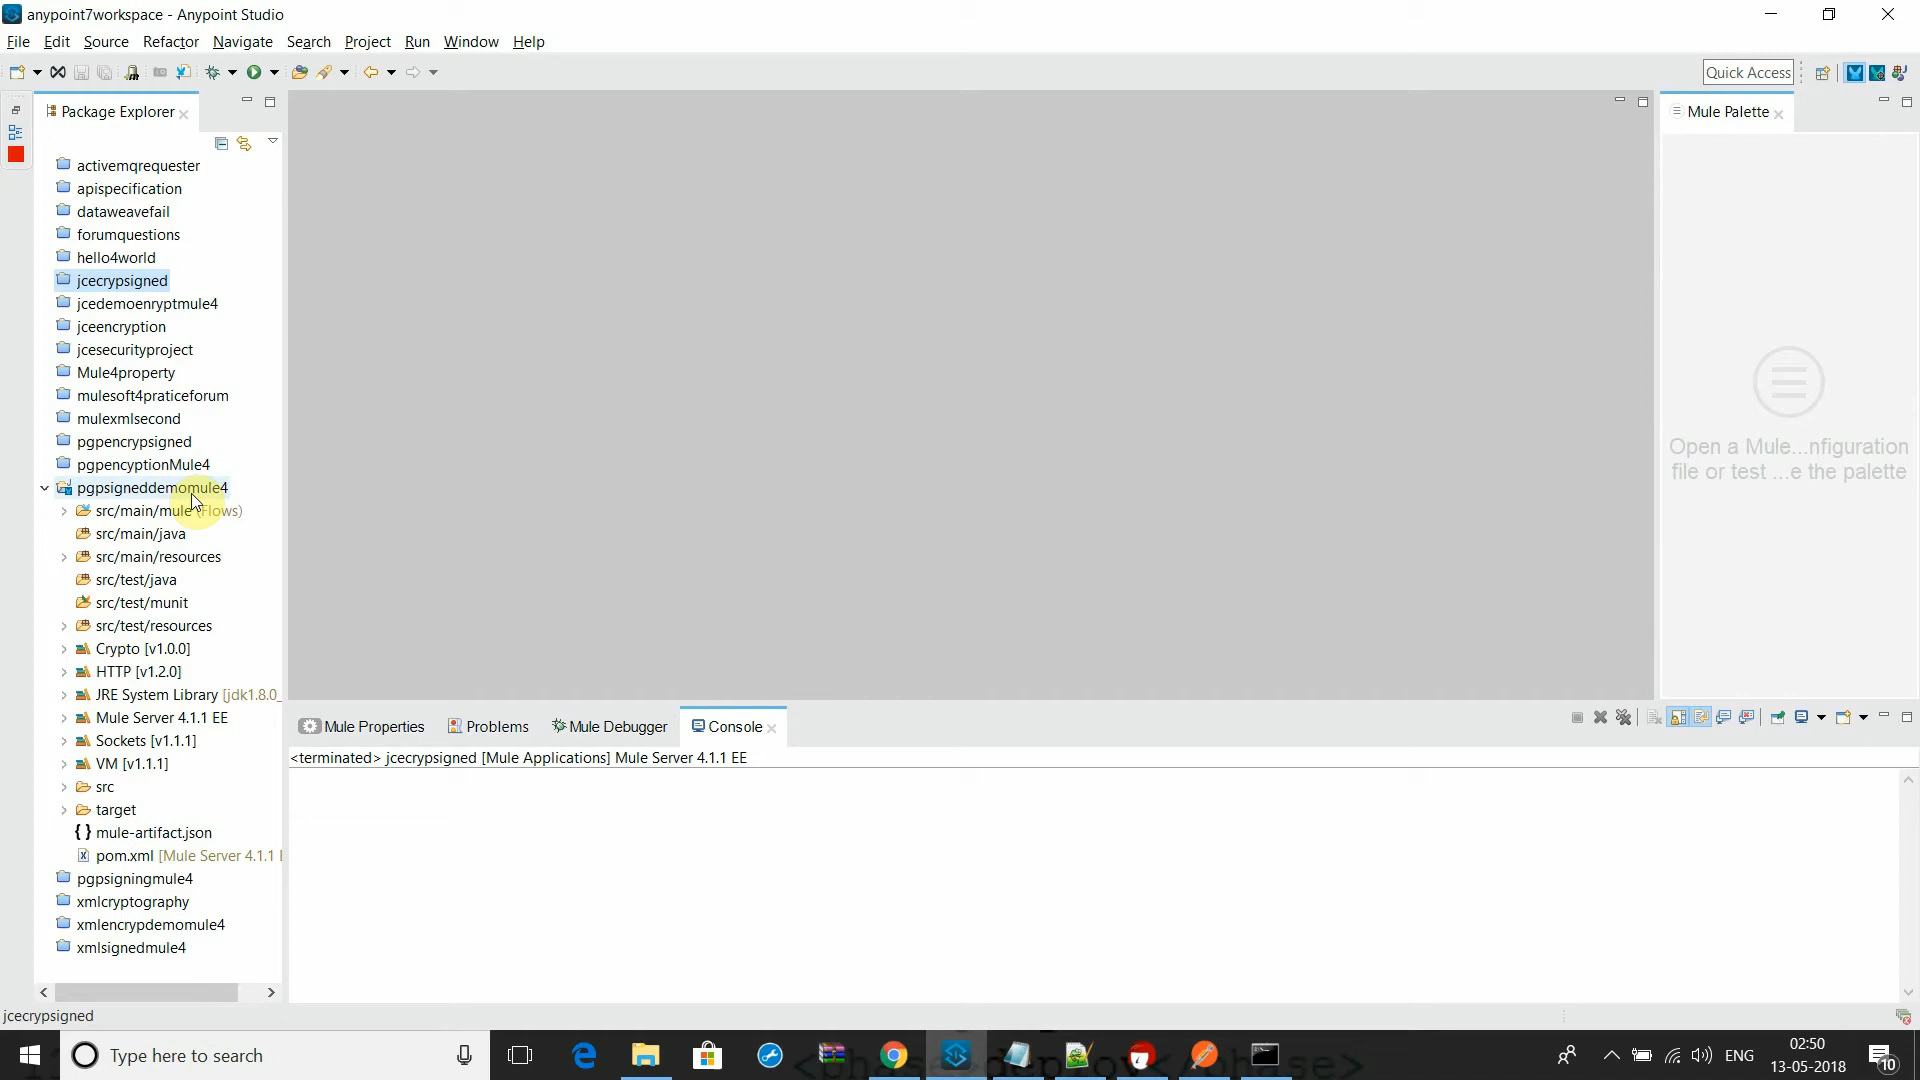 anypoint7workspace - Anypoint Studio
File Edit Source Refactor Navigate Search Project Run Window Help
Quick Access
Package Explorer
Mule Palette
activemqrequester
apispecification
dataweavefail
forumquestions
hello4world
jcecrypsigned
jcedemoenryptmule4
jceencryption
jcesecurityproject
Mule4property
mulesoft4praticeforum
mulexmlsecond
pgpencrypsigned
pgpencyptionMule4
pgpsigneddemomule4
src/main/mule (Flows)
src/main/java
src/main/resources
src/test/java
src/test/munit
src/test/resources
Crypto [v1.0.0]
HTTP [v1.2.0]
JRE System Library [jdk1.8.0_
Mule Server 4.1.1 EE
Sockets [v1.1.1]
VM [v1.1.1]
src
target
mule-artifact.json
pom.xml [Mule Server 4.1.1
pgpsigningmule4
xmlcryptography
xmlencrypdemomule4
xmlsignedmule4
Open a Mule...nfiguration
file or test ...e the palette
Mule Properties Problems Mule Debugger Console
<terminated> jcecrypsigned [Mule Applications] Mule Server 4.1.1 EE
jcecrypsigned
Type here to search
<phase>deploy</phase>
ENG
02:50
13-05-2018
10